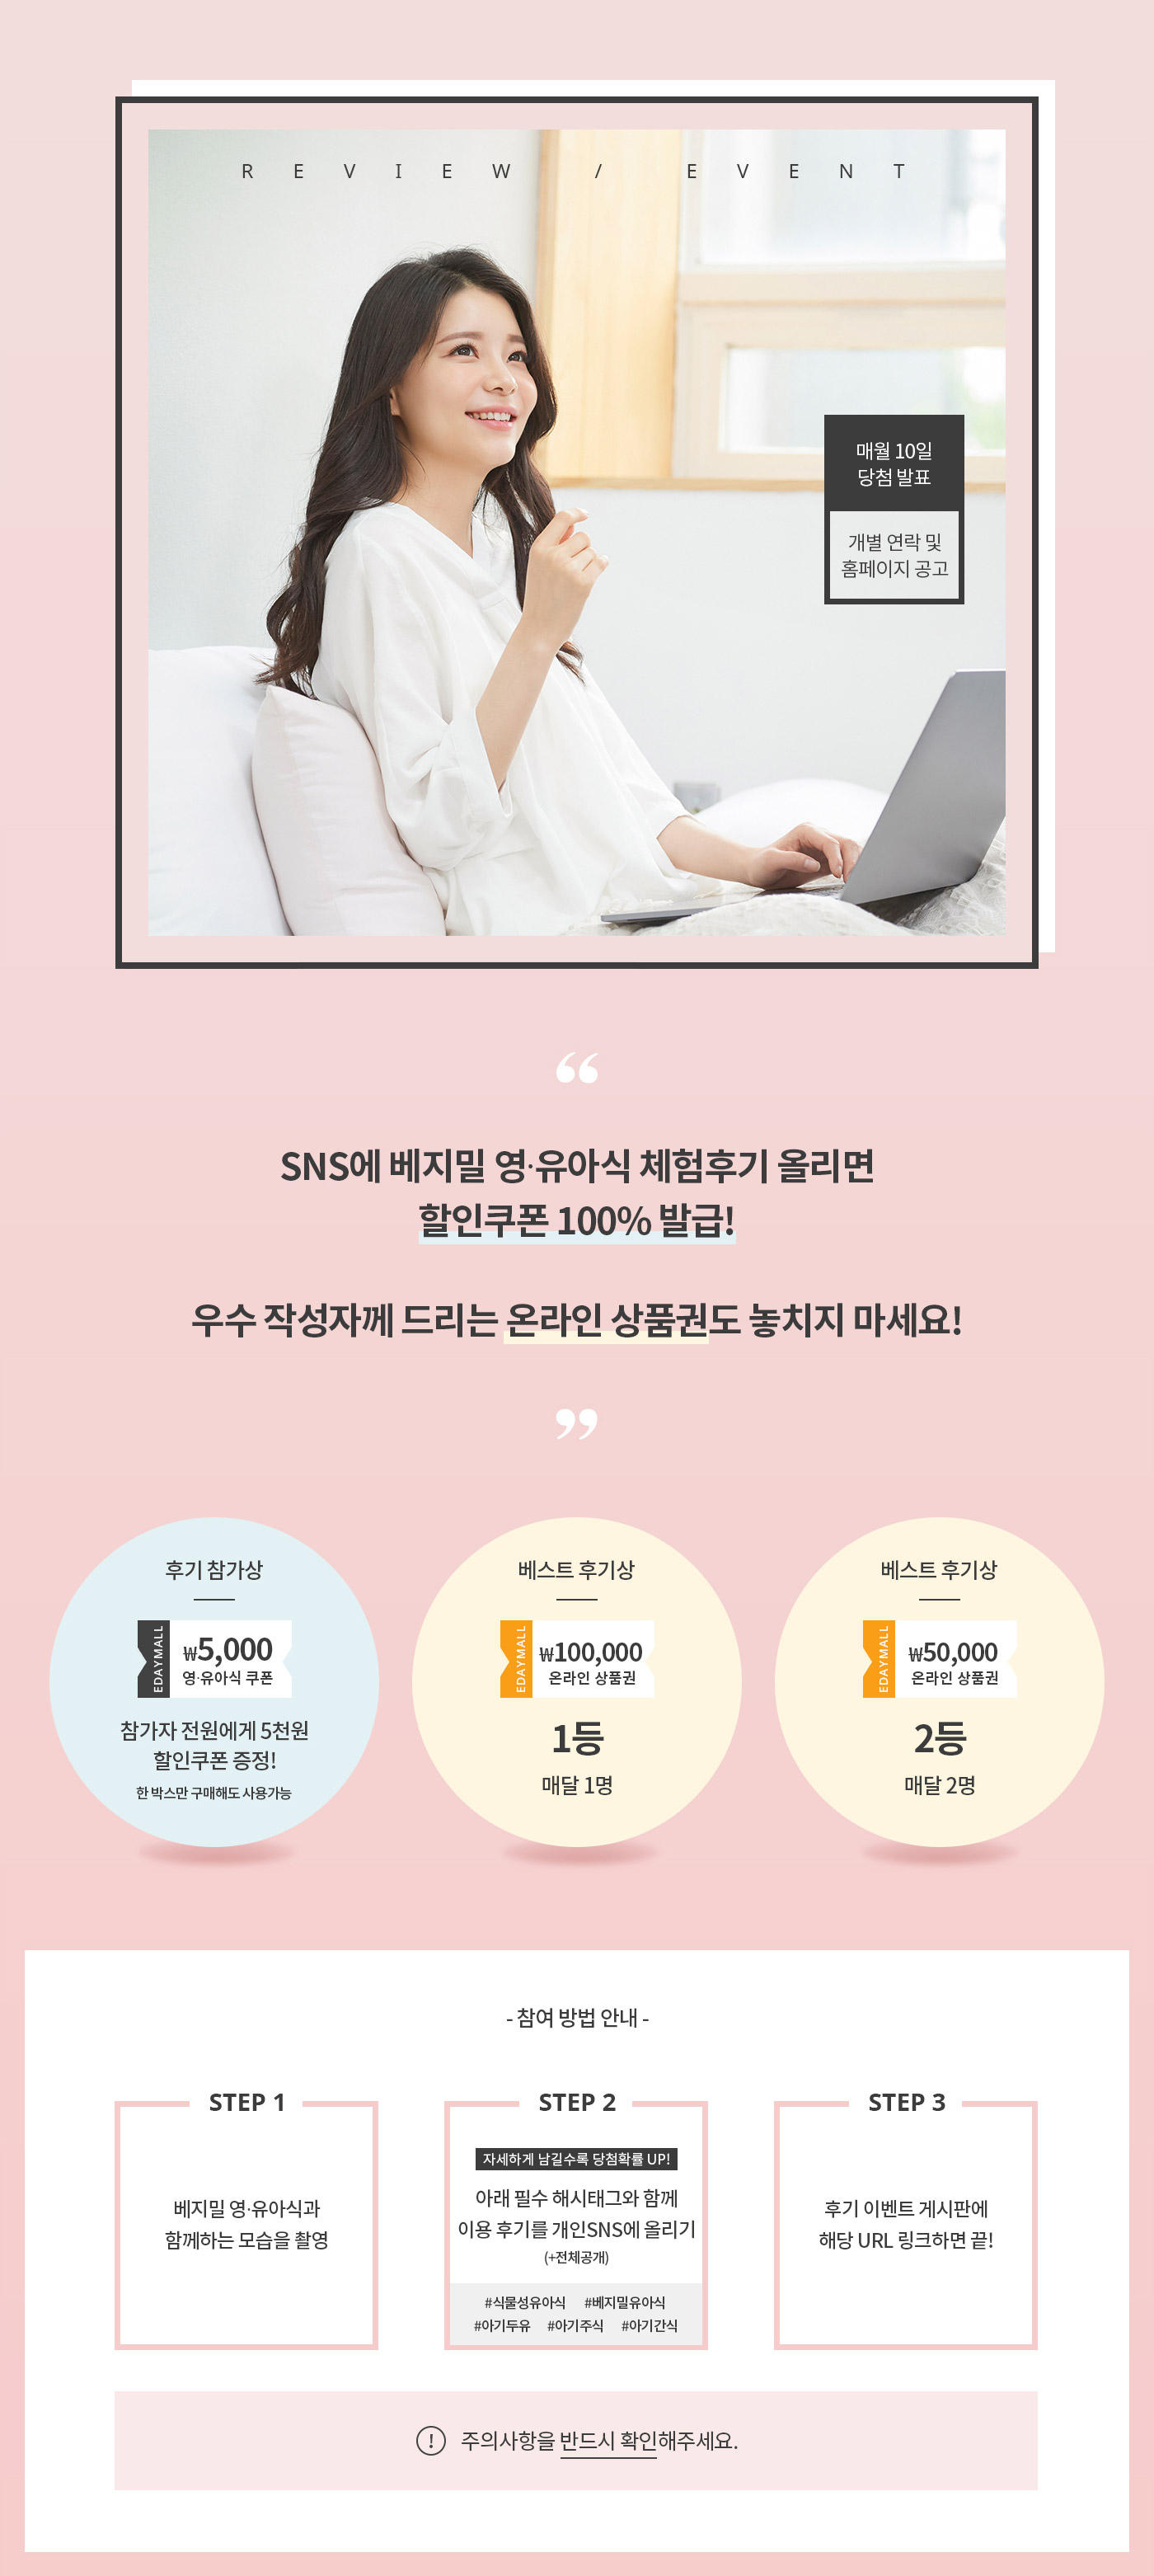 REVIEW / EVENT
매월 10일
당첨 발표
개별 연락 및
홈페이지 공고
“
SNS에 베지밀 영·유아식 체험후기 올리면
할인쿠폰 100% 발급!
우수 작성자께 드리는 온라인 상품권도 놓치지 마세요!
”
후기 참가상
EDAYMALL
₩5,000
영·유아식 쿠폰
참가자 전원에게 5천원
할인쿠폰 증정!
한 박스만 구매해도 사용가능
베스트 후기상
EDAYMALL
₩100,000
온라인 상품권
1등
매달 1명
베스트 후기상
EDAYMALL
₩50,000
온라인 상품권
2등
매달 2명
- 참여 방법 안내 -
STEP 1
베지밀 영·유아식과
함께하는 모습을 촬영
STEP 2
자세하게 남길수록 당첨확률 UP!
아래 필수 해시태그와 함께
이용 후기를 개인SNS에 올리기
(+전체공개)
#식물성유아식 #베지밀유아식
#아기두유 #아기주식 #아기간식
STEP 3
후기 이벤트 게시판에
해당 URL 링크하면 끝!
! 주의사항을 반드시 확인해주세요.